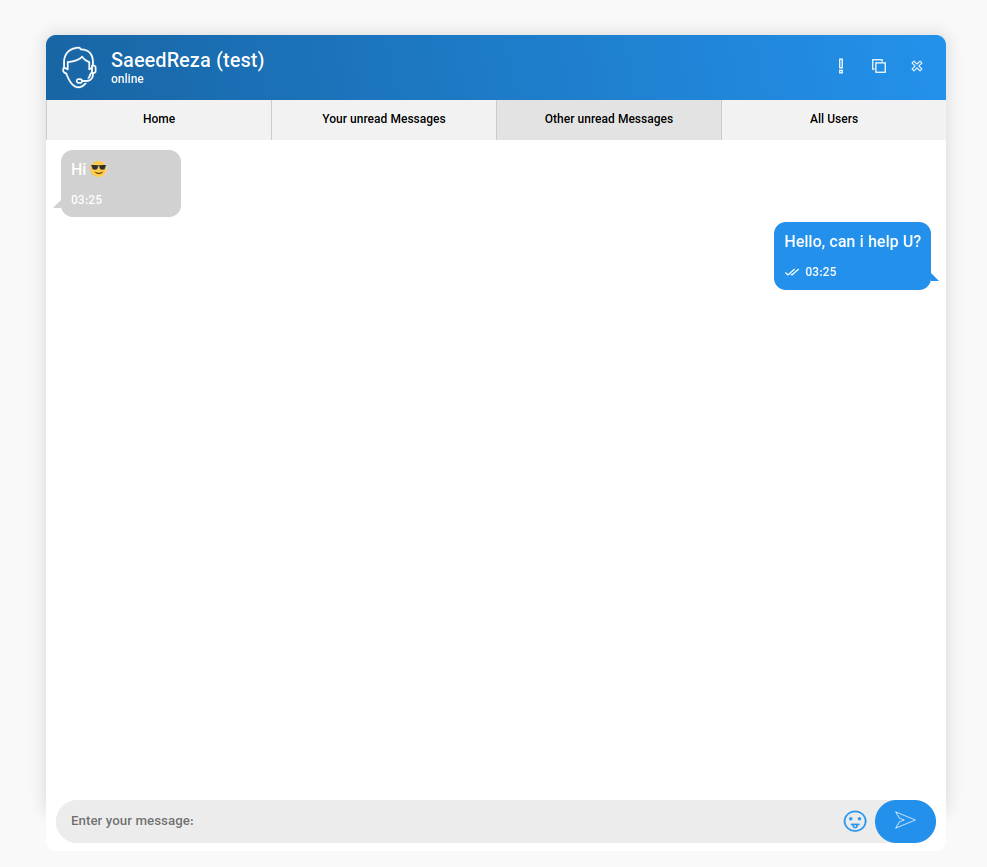 SaeedReza (test)
online
Home
Your unread Messages
Other unread Messages
All Users
Hi 😎
03:25
Hello, can i help U?
03:25
Enter your message: